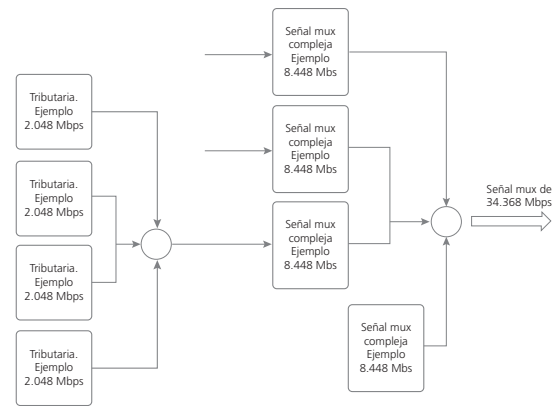 Tributaria.
Ejemplo
2.048 Mbps
Tributaria.
Ejemplo
2.048 Mbps
Tributaria.
Ejemplo
2.048 Mbps
Tributaria.
Ejemplo
2.048 Mbps
Señal mux
compleja
Ejemplo
8.448 Mbs
Señal mux
compleja
Ejemplo
8.448 Mbs
Señal mux
compleja
Ejemplo
8.448 Mbs
Señal mux
compleja
Ejemplo
8.448 Mbs
Señal mux de
34.368 Mbps